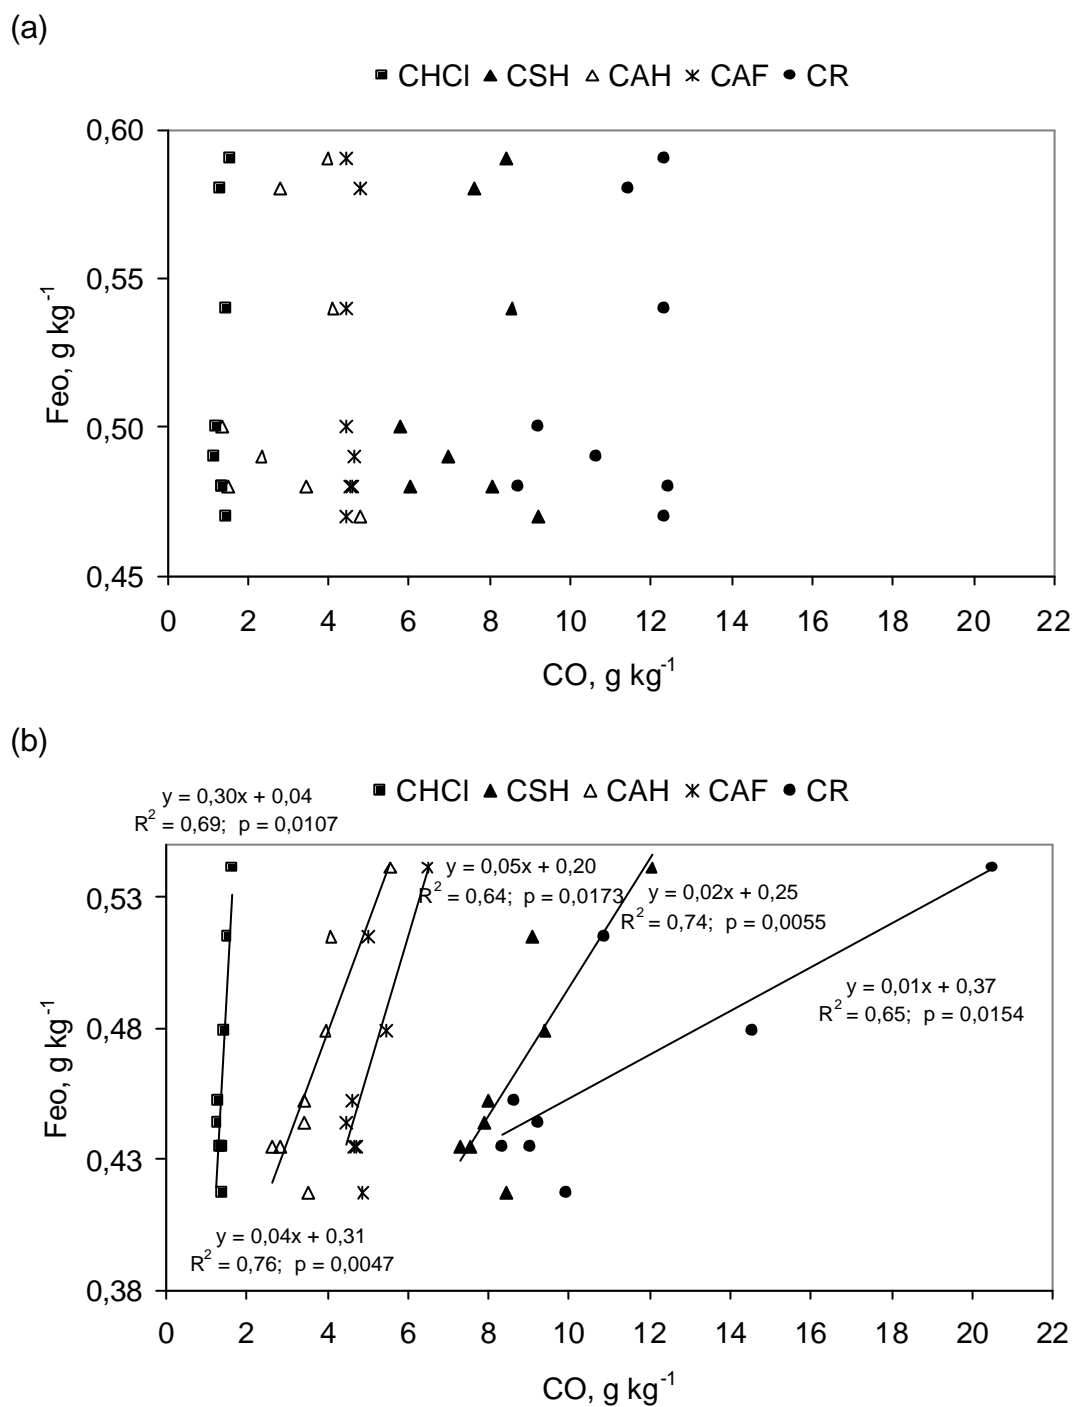 (a)
CHCl CSH CAH CAF CR
0,60
0,55
0,50
0,45
Feo, g kg-1
0 2 4 6 8 10 12 14 16 18 20 22
CO, g kg-1
(b)
CHCl CSH CAH CAF CR
y = 0,30x + 0,04
R2 = 0,69; p = 0,0107
y = 0,05x + 0,20
R2 = 0,64; p = 0,0173
y = 0,02x + 0,25
R2 = 0,74; p = 0,0055
y = 0,01x + 0,37
R2 = 0,65; p = 0,0154
y = 0,04x + 0,31
R2 = 0,76; p = 0,0047
0,53
0,48
0,43
0,38
Feo, g kg-1
0 2 4 6 8 10 12 14 16 18 20 22
CO, g kg-1